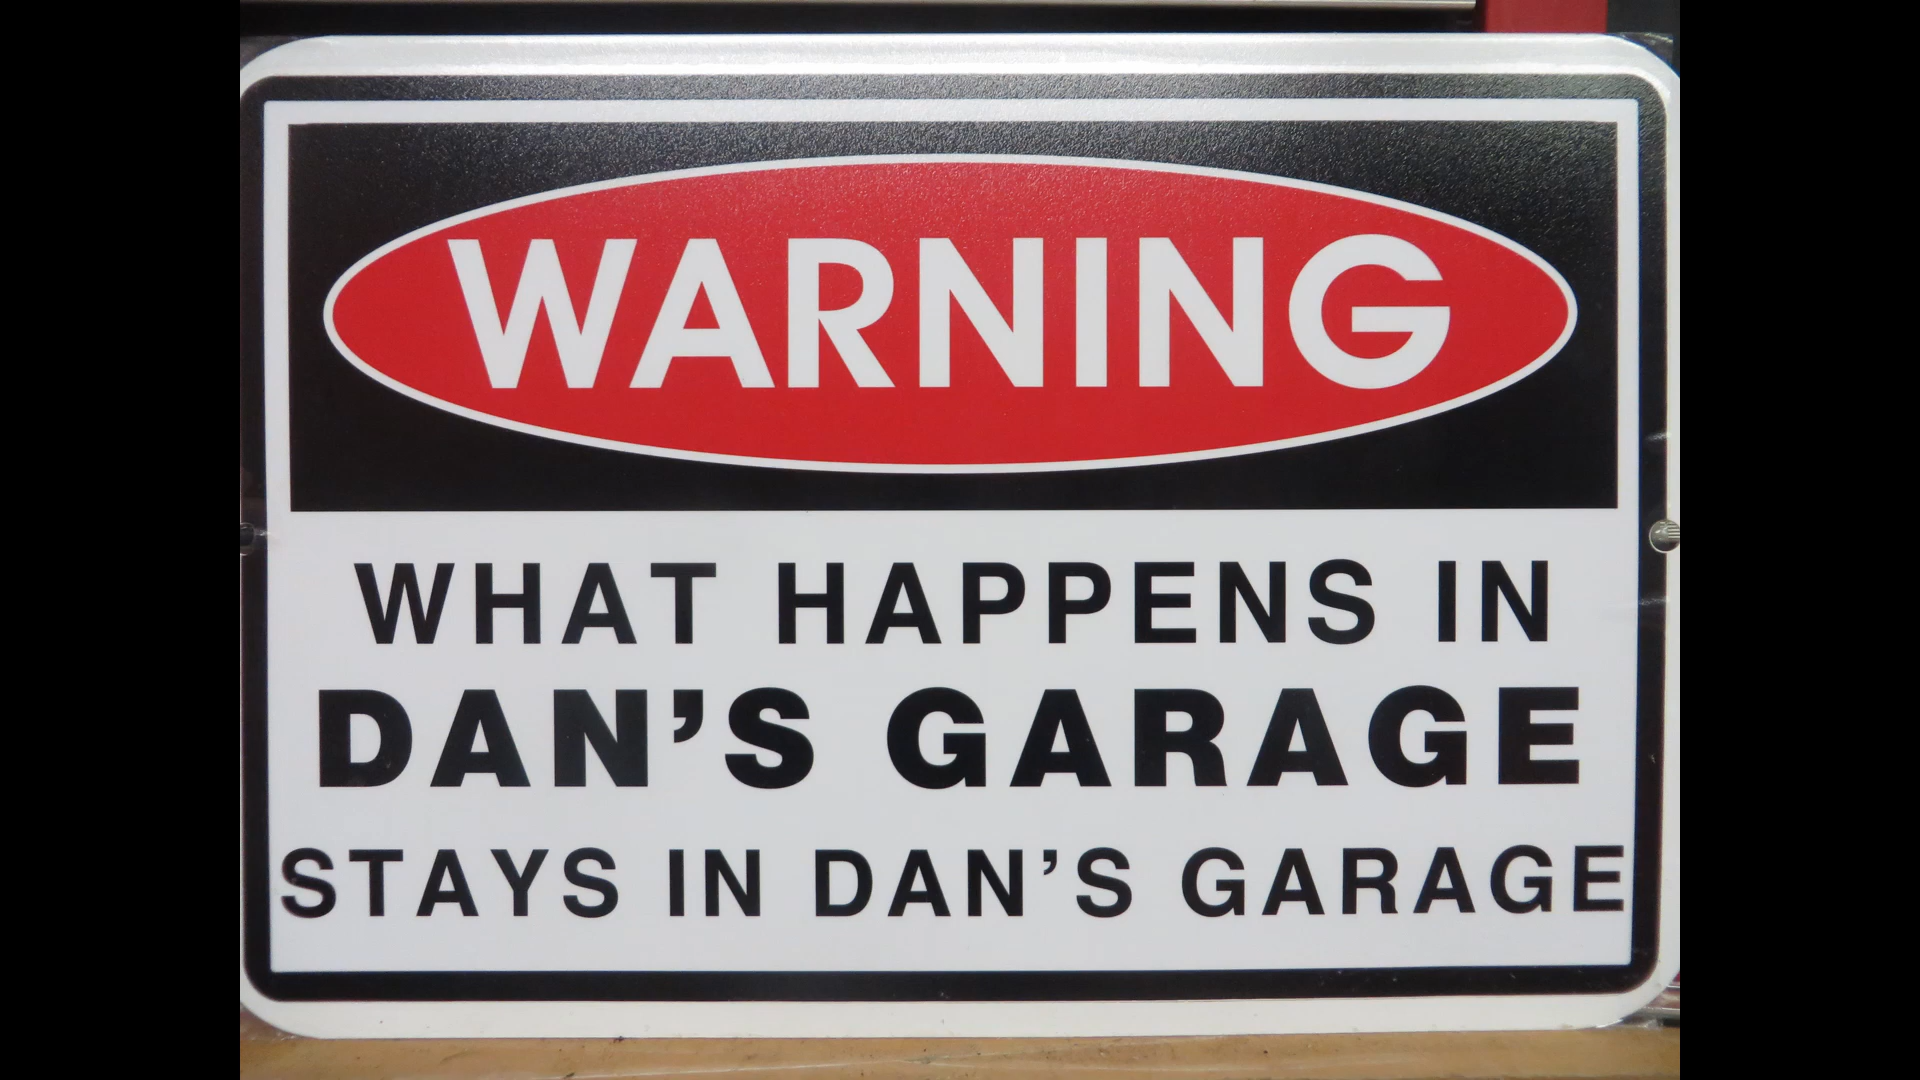 WARNING
WHAT HAPPENS IN
DAN’S GARAGE
STAYS IN DAN’S GARAGE